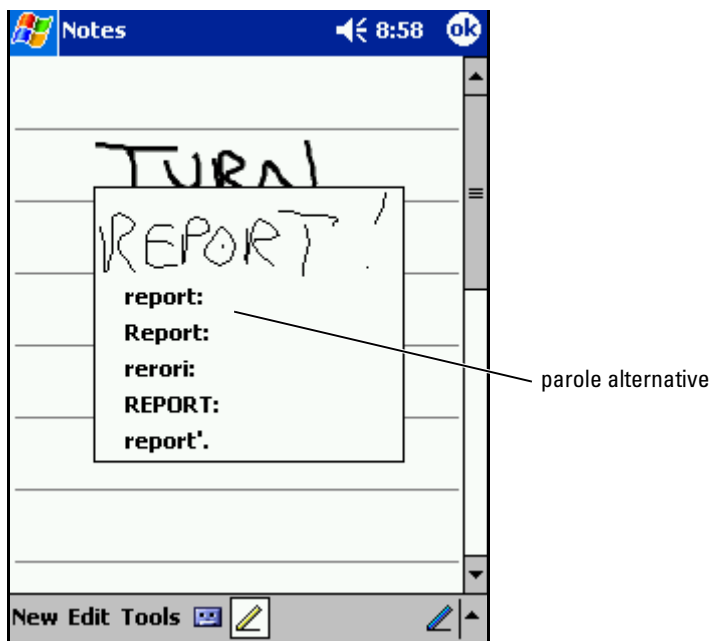 Notes 8:58 ok
TURN
REPORT!
report:
Report:
rerori:
REPORT:
report'.
parole alternative
New Edit Tools